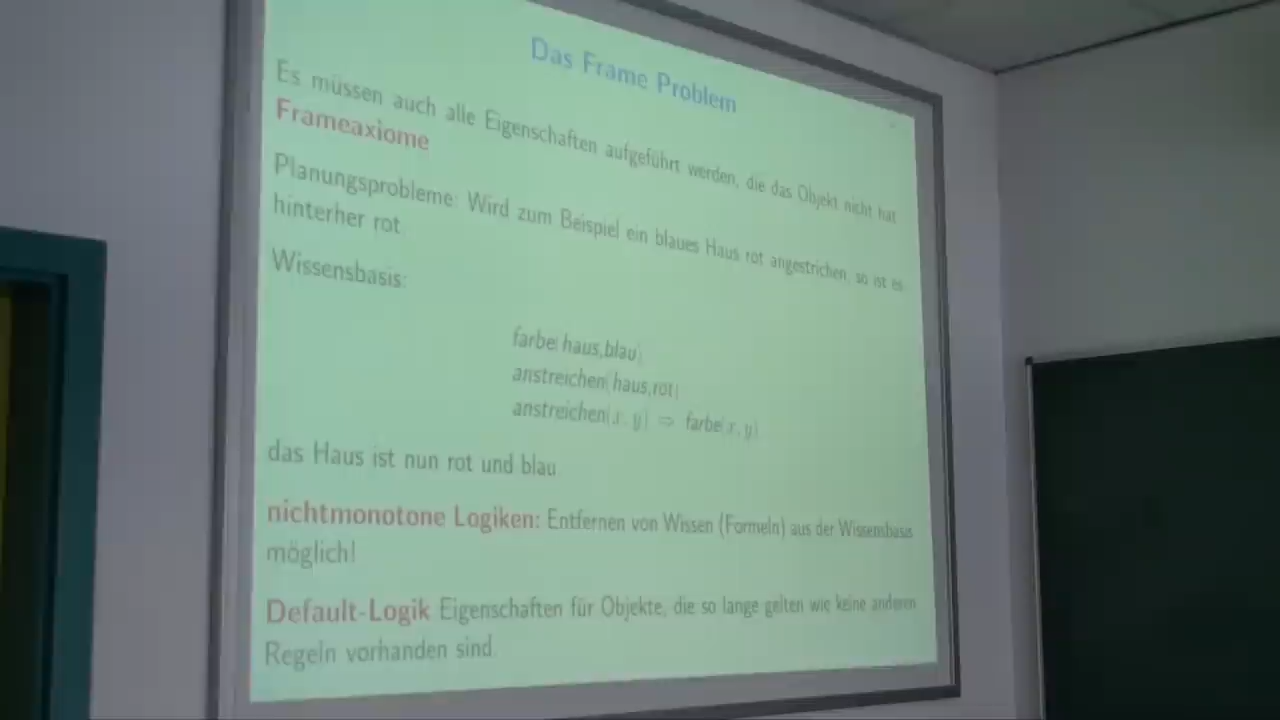 Das Frame Problem
Es müssen auch alle Eigenschaften aufgeführt werden, die das Objekt nicht hat
Frameaxiome
Planungsprobleme: Wird zum Beispiel ein blaues Haus rot angestrichen, so ist es
hinterher rot.
Wissensbasis:
farbe(haus,blau)
anstreichen(haus,rot)
anstreichen(x, y) ⇒ farbe(x, y)
das Haus ist nun rot und blau.
nichtmonotone Logiken: Entfernen von Wissen (Formeln) aus der Wissensbasis
möglich!
Default-Logik Eigenschaften für Objekte, die so lange gelten wie keine anderen
Regeln vorhanden sind.